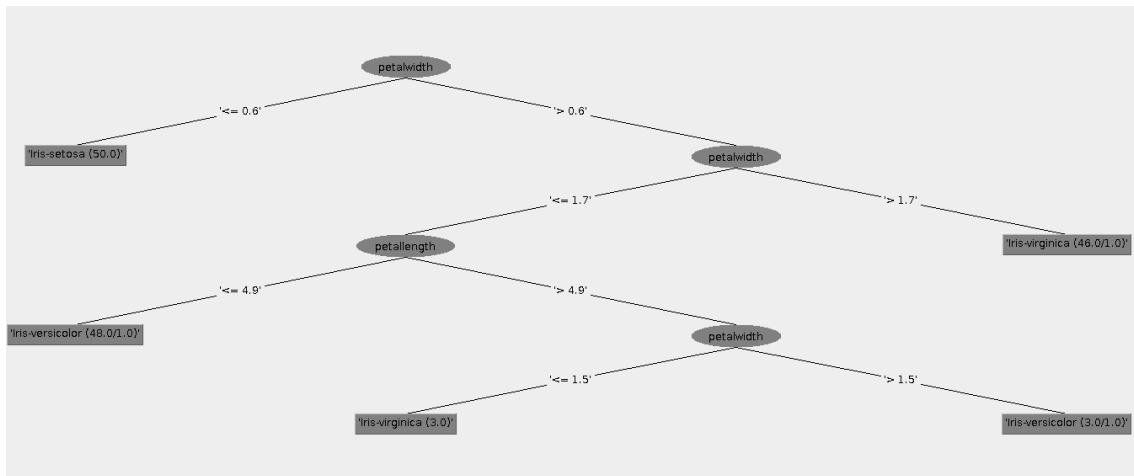 petalwidth
'<= 0.6'
'> 0.6'
'Iris-setosa (50.0)'
petalwidth
'<= 1.7'
'> 1.7'
petallength
'Iris-virginica (46.0/1.0)'
'<= 4.9'
'> 4.9'
'Iris-versicolor (48.0/1.0)'
petalwidth
'<= 1.5'
'> 1.5'
'Iris-virginica (3.0)'
'Iris-versicolor (3.0/1.0)'